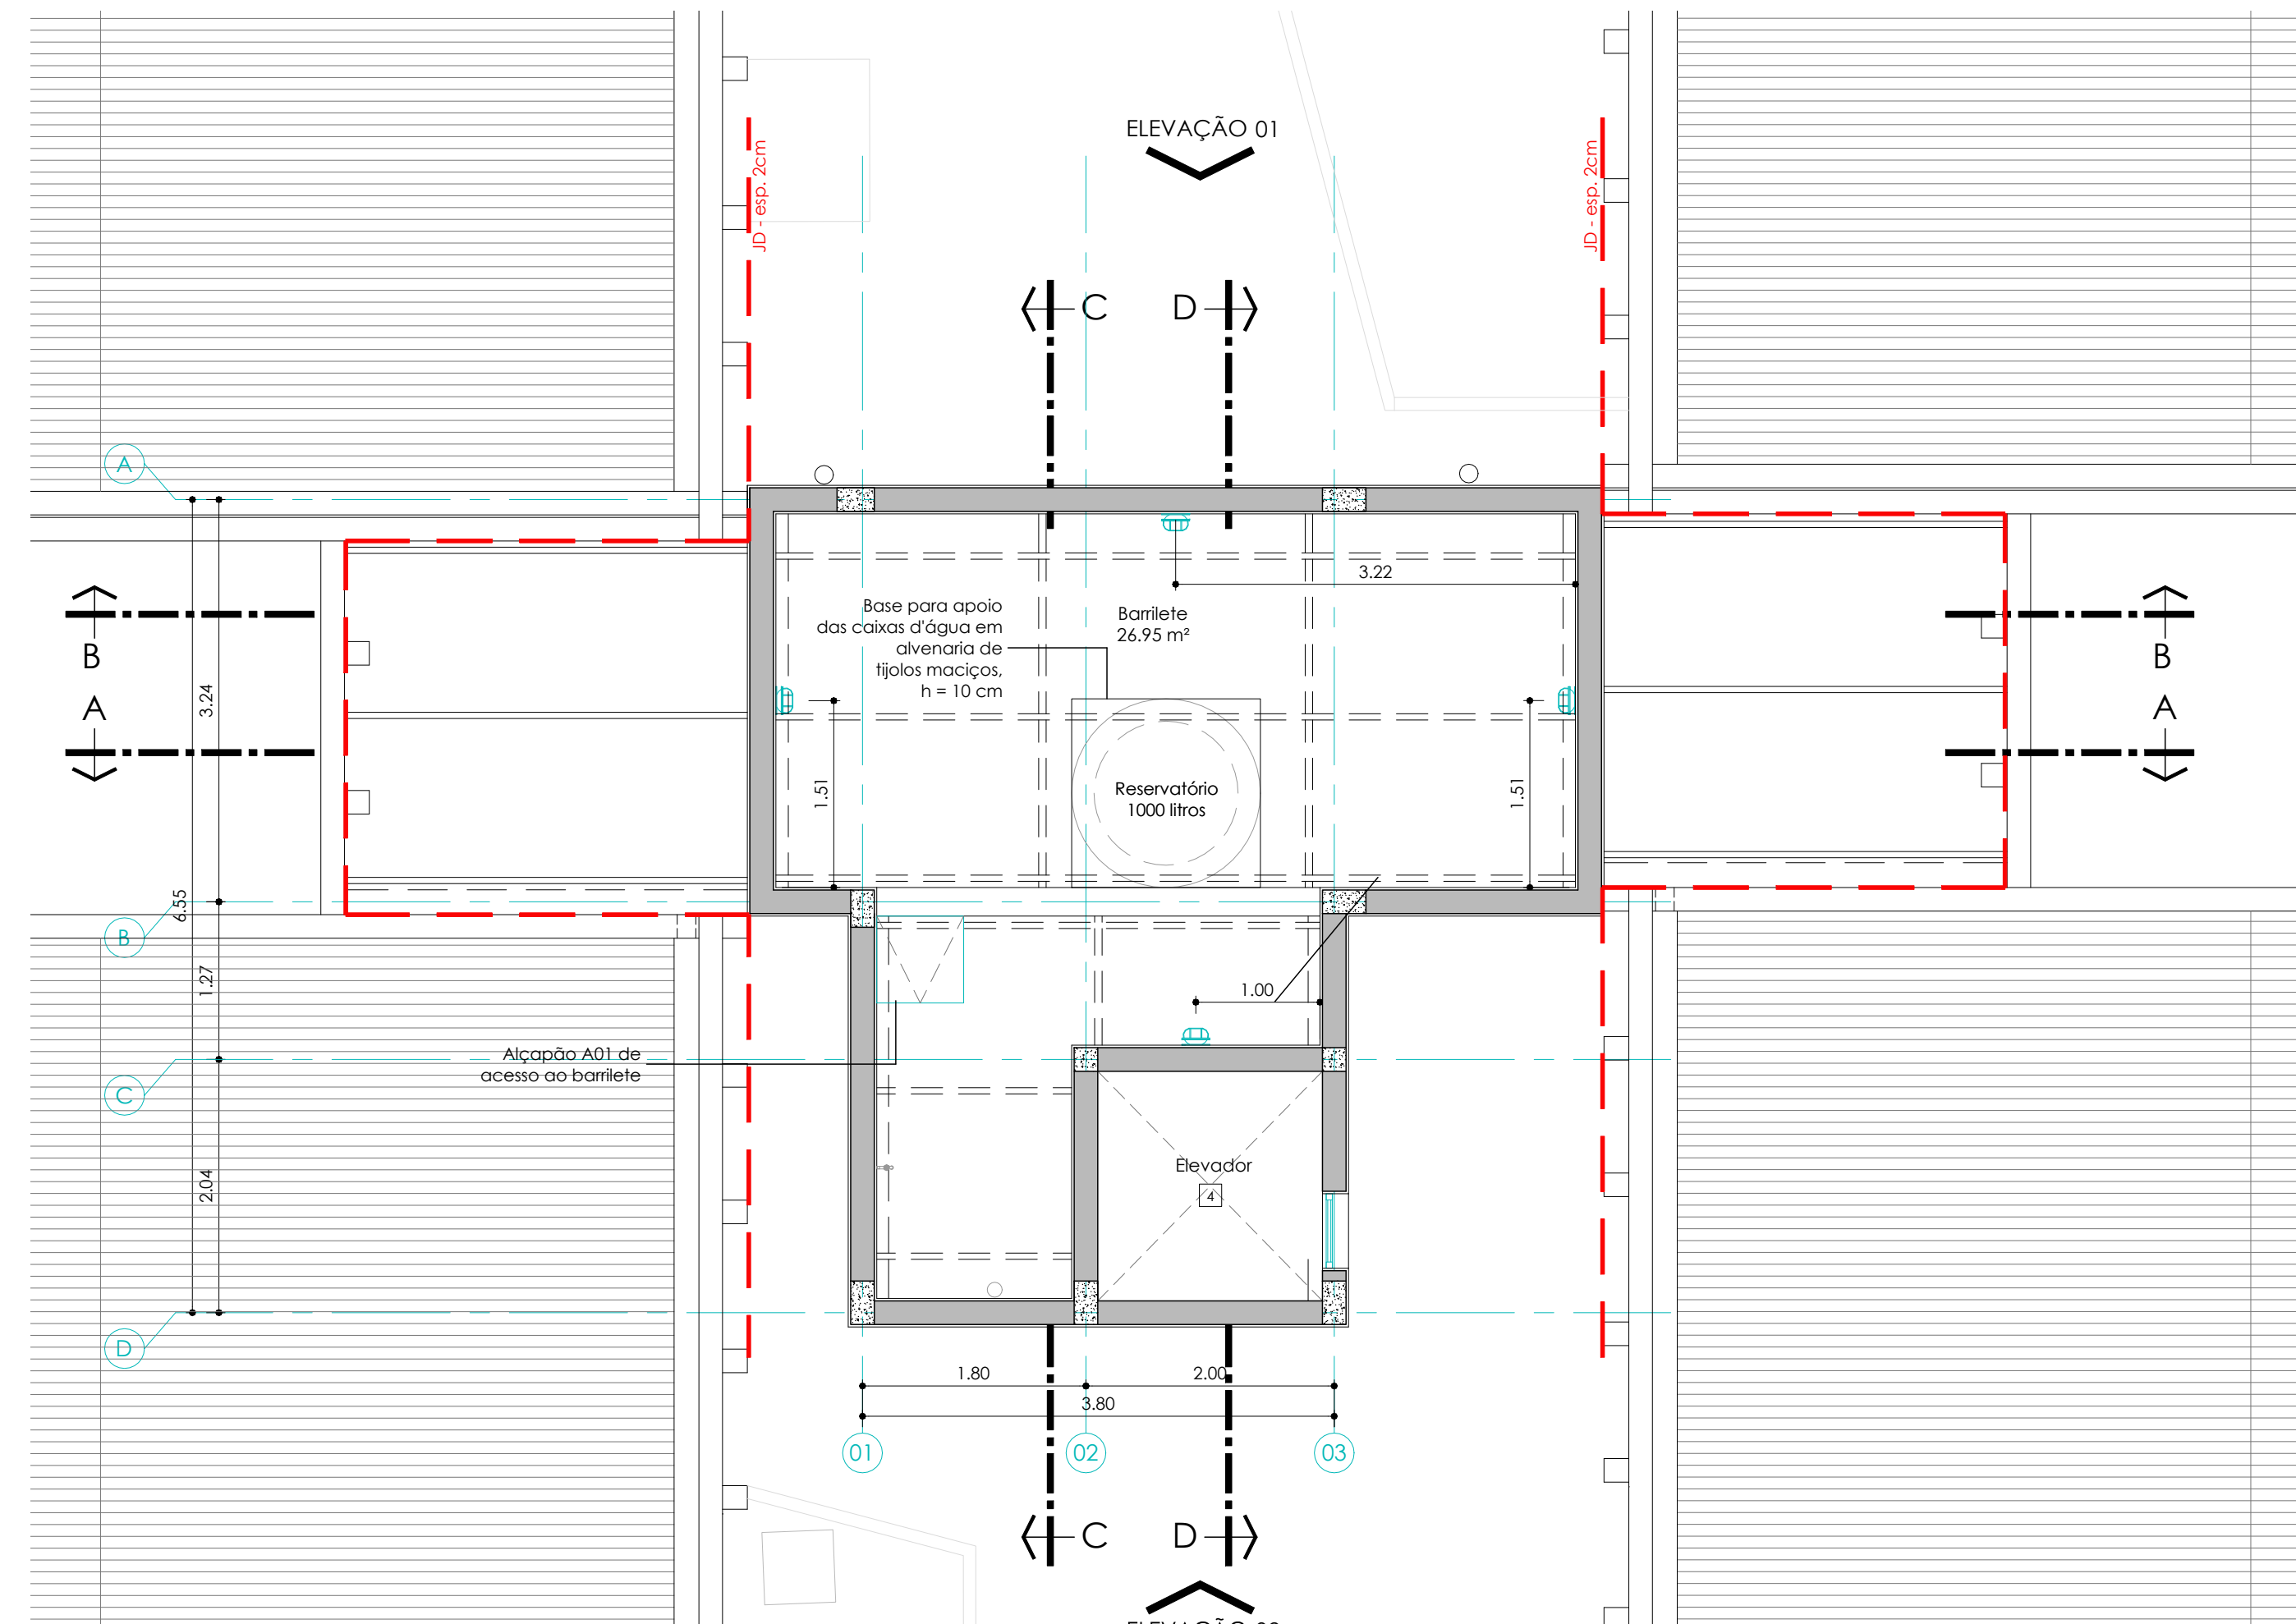 ELEVAÇÃO 01
JD - esp. 2cm
JD - esp. 2cm
C
D
A
3.22
Base para apoio
das caixas d'água em
alvenaria de
tijolos maciços,
h = 10 cm
Barrilete
26.95 m²
B
A
B
A
3.24
1.51
1.51
Reservatório
1000 litros
6.55
B
1.27
1.00
Alçapão A01 de
acesso ao barrilete
C
2.04
Elevador
4
D
1.80
2.00
3.80
01
02
03
C
D